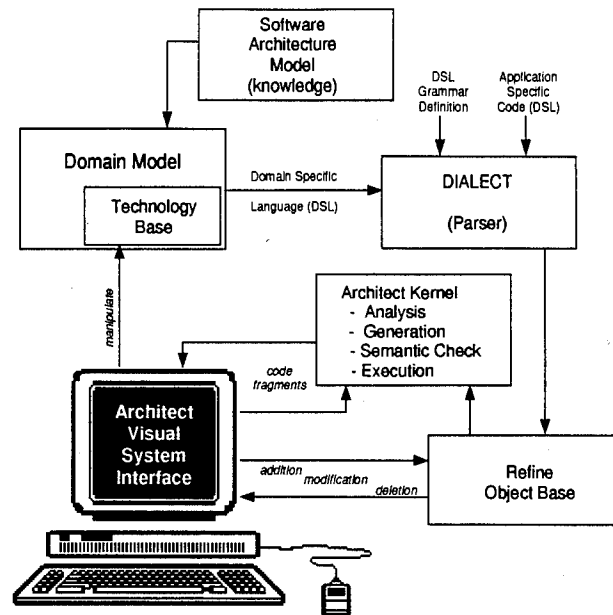 Software
Architecture
Model
(knowledge)
DSL
Grammar
Definition
Application
Specific
Code (DSL)
Domain Model
Technology
Base
Domain Specific
Language (DSL)
DIALECT
(Parser)
manipulate
Architect Kernel
- Analysis
- Generation
- Semantic Check
- Execution
code
fragments
Architect
Visual
System
Interface
addition
modification
deletion
Refine
Object Base